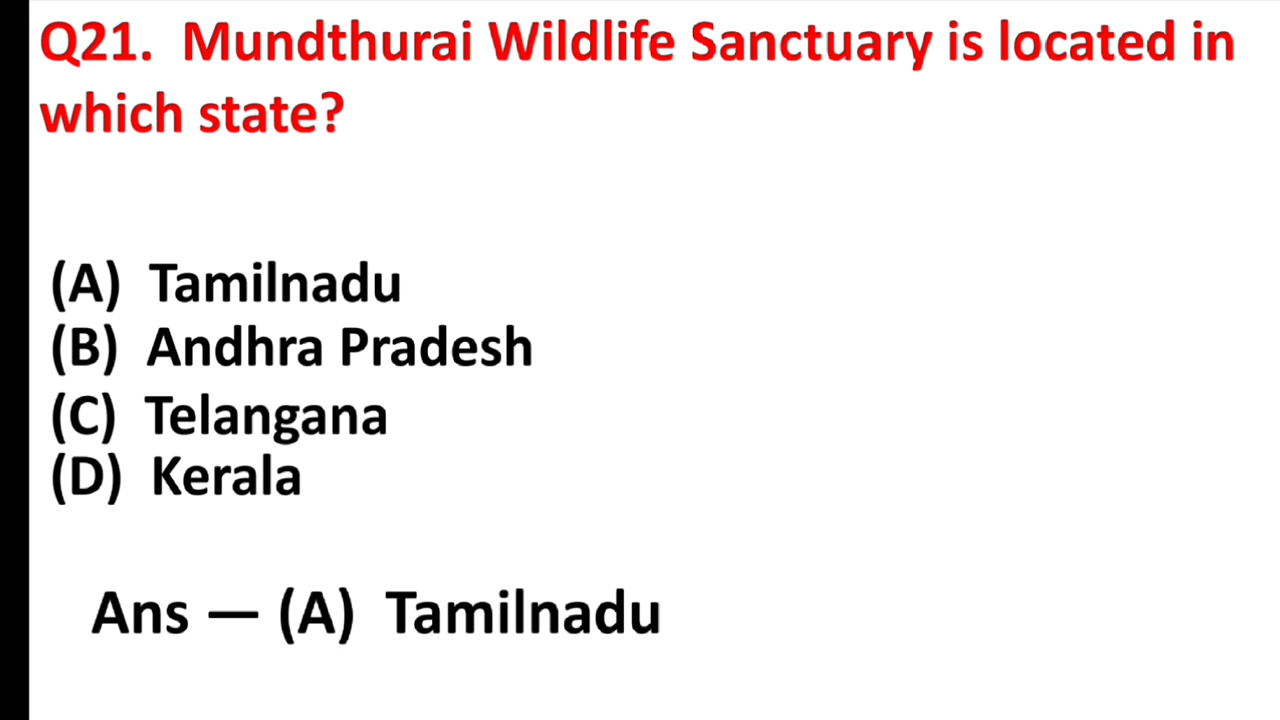 Q21. Mundthurai Wildlife Sanctuary is located in
which state?
(A) Tamilnadu
(B) Andhra Pradesh
(C) Telangana
(D) Kerala
Ans — (A) Tamilnadu